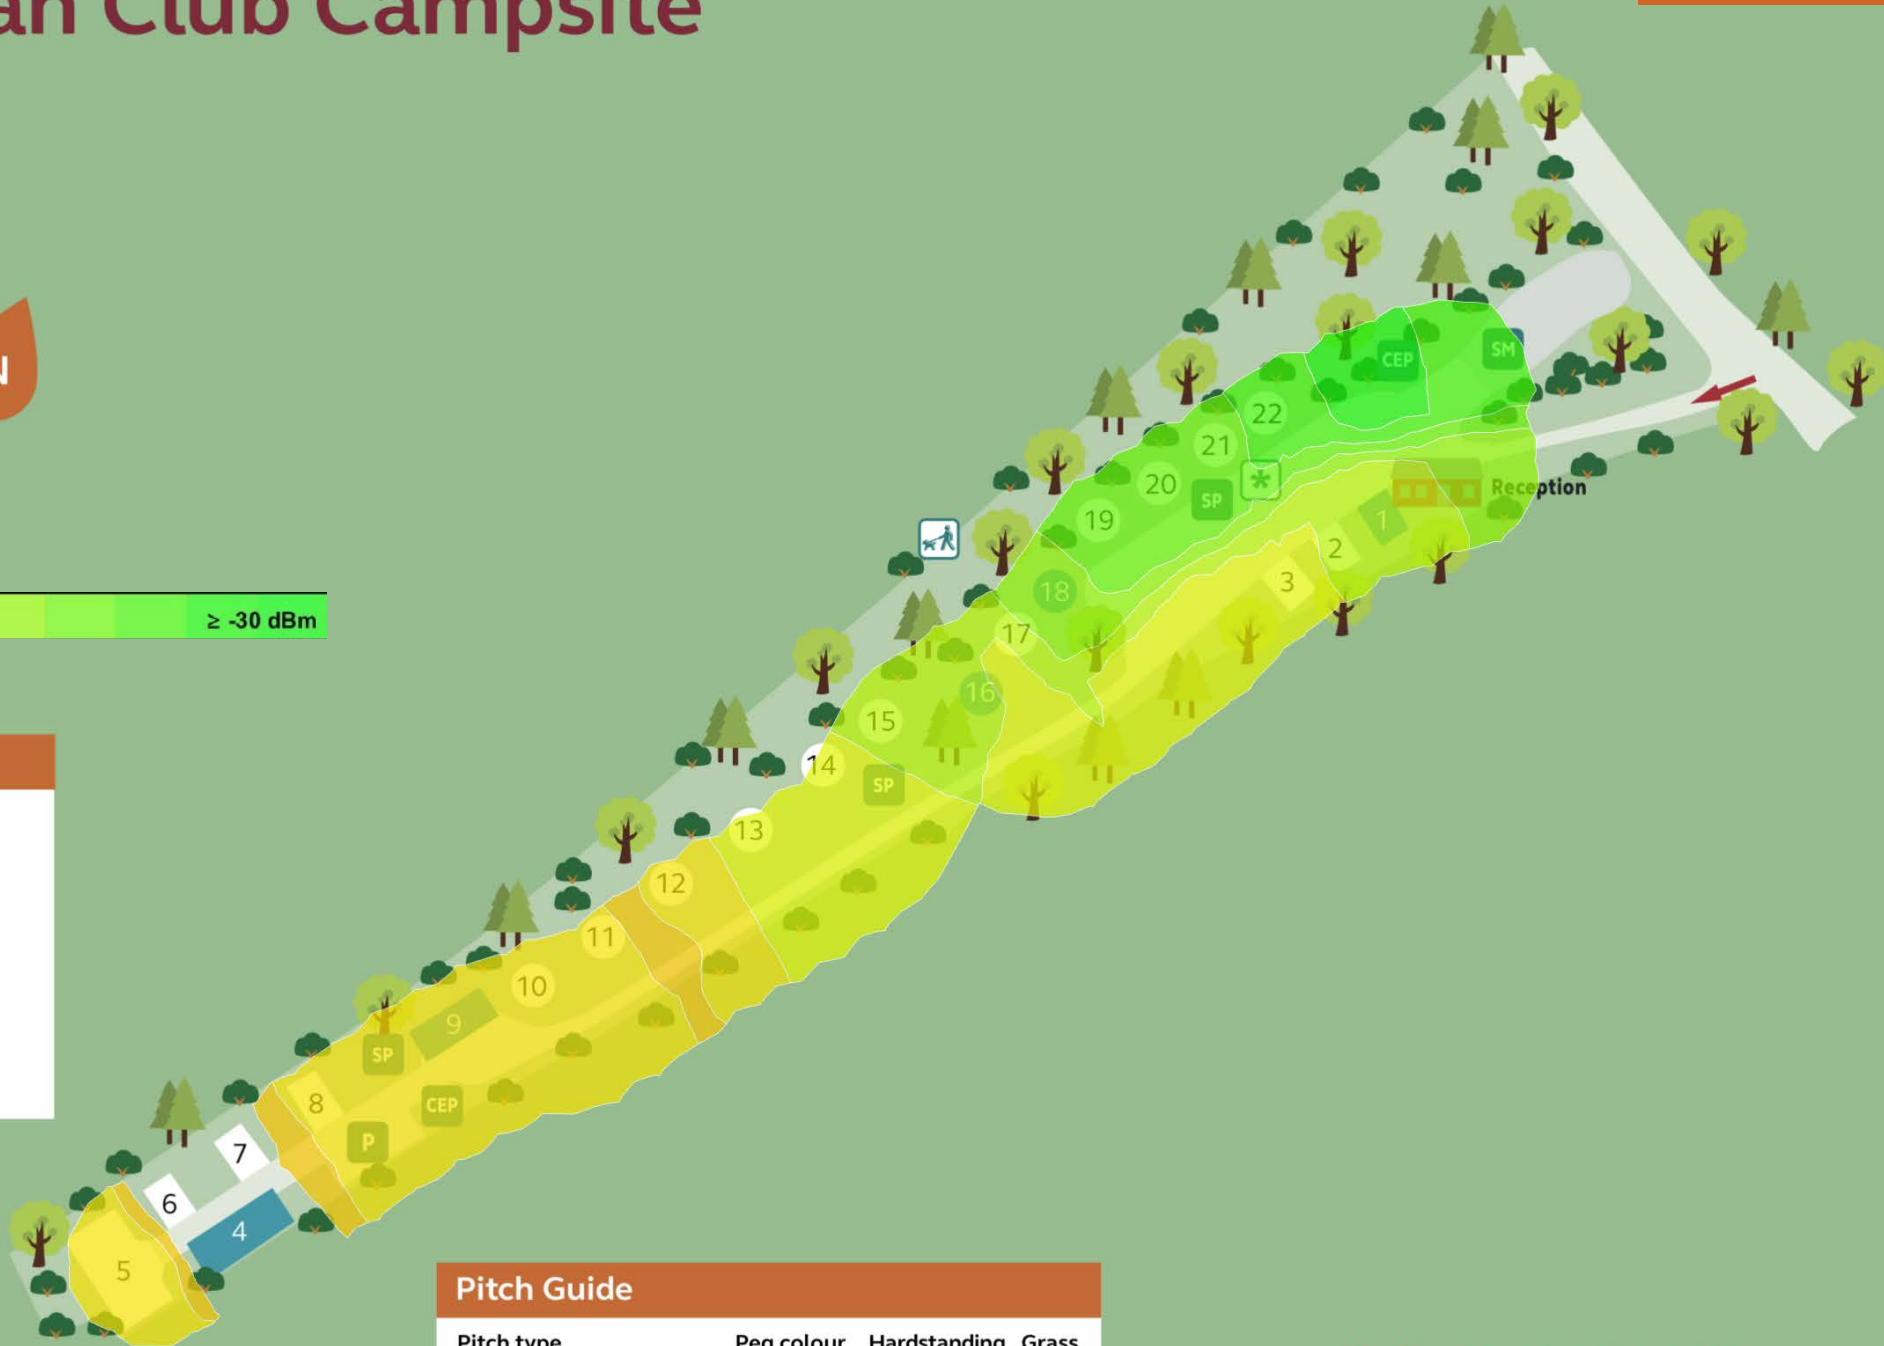 an Club Campsite
N
≥ -30 dBm
CEP
SM
22
21
20
SP
*
19
Reception
1
2
3
18
17
16
15
14
SP
13
12
11
10
9
SP
8
CEP
P
7
6
4
5
Pitch Guide
Pitch type Peg colour Hardstanding Grass